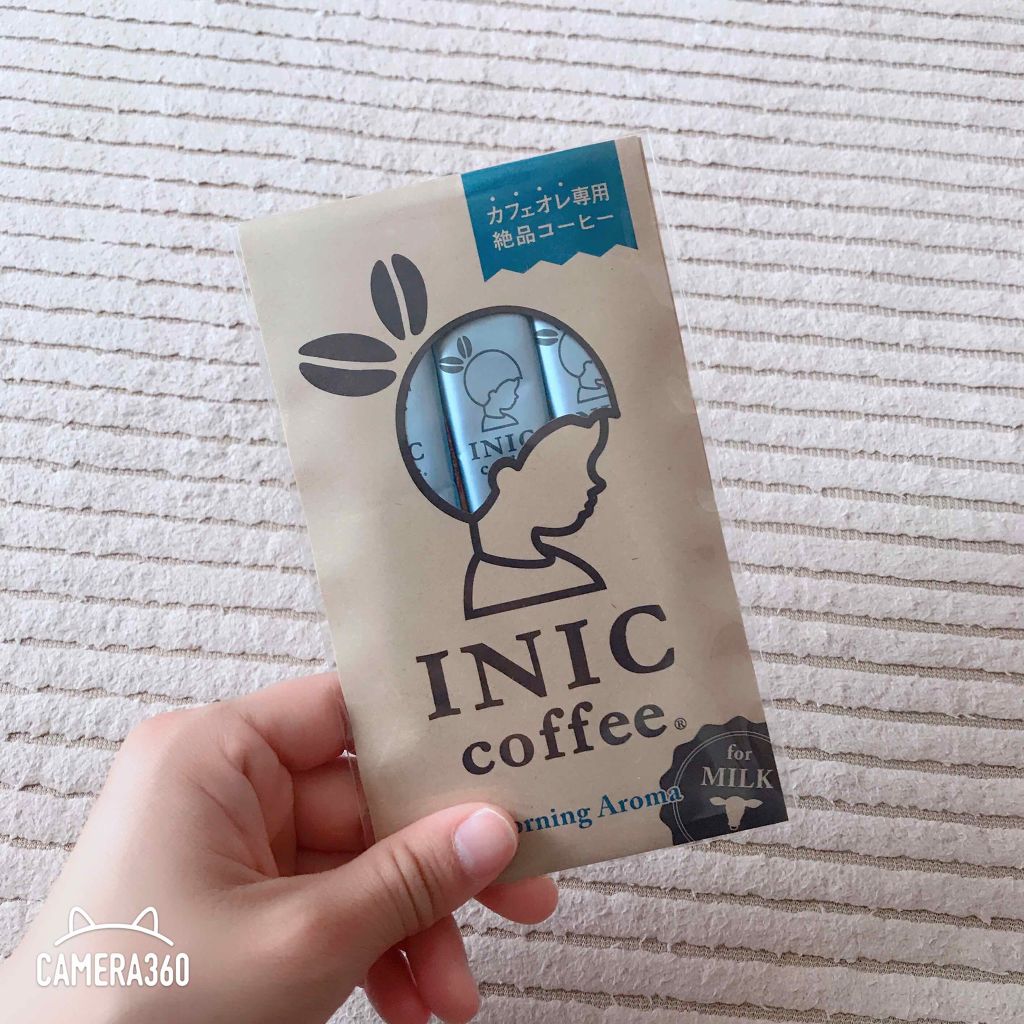 カフェオレ専用
絶品コーヒー
INIC
INIC
coffee®
orning Aroma
for
MILK
CAMERA360